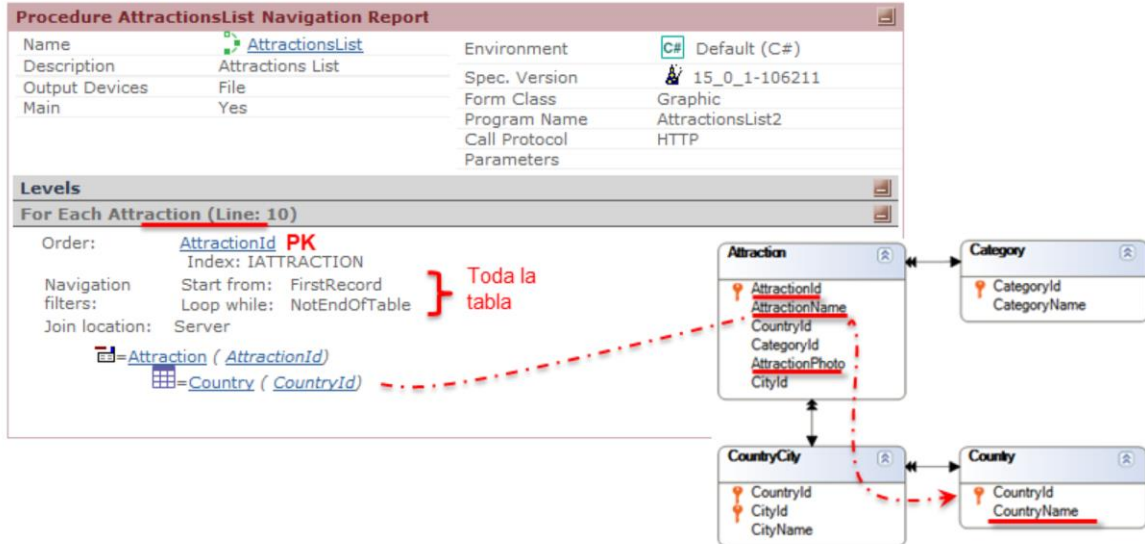 Procedure AttractionsList Navigation Report
Name AttractionsList
Description Attractions List
Output Devices File
Main Yes
Environment C# Default (C#)
Spec. Version 15_0_1-106211
Form Class Graphic
Program Name AttractionsList2
Call Protocol HTTP
Parameters
Levels
For Each Attraction (Line: 10)
Order: AttractionId PK
Index: IATTRACTION
Navigation filters: Start from: FirstRecord
Loop while: NotEndOfTable
Toda la tabla
Join location: Server
=Attraction ( AttractionId)
=Country ( CountryId)
Attraction
AttractionId
AttractionName
CountryId
CategoryId
AttractionPhoto
CityId
Category
CategoryId
CategoryName
CountryCity
CountryId
CityId
CityName
Country
CountryId
CountryName